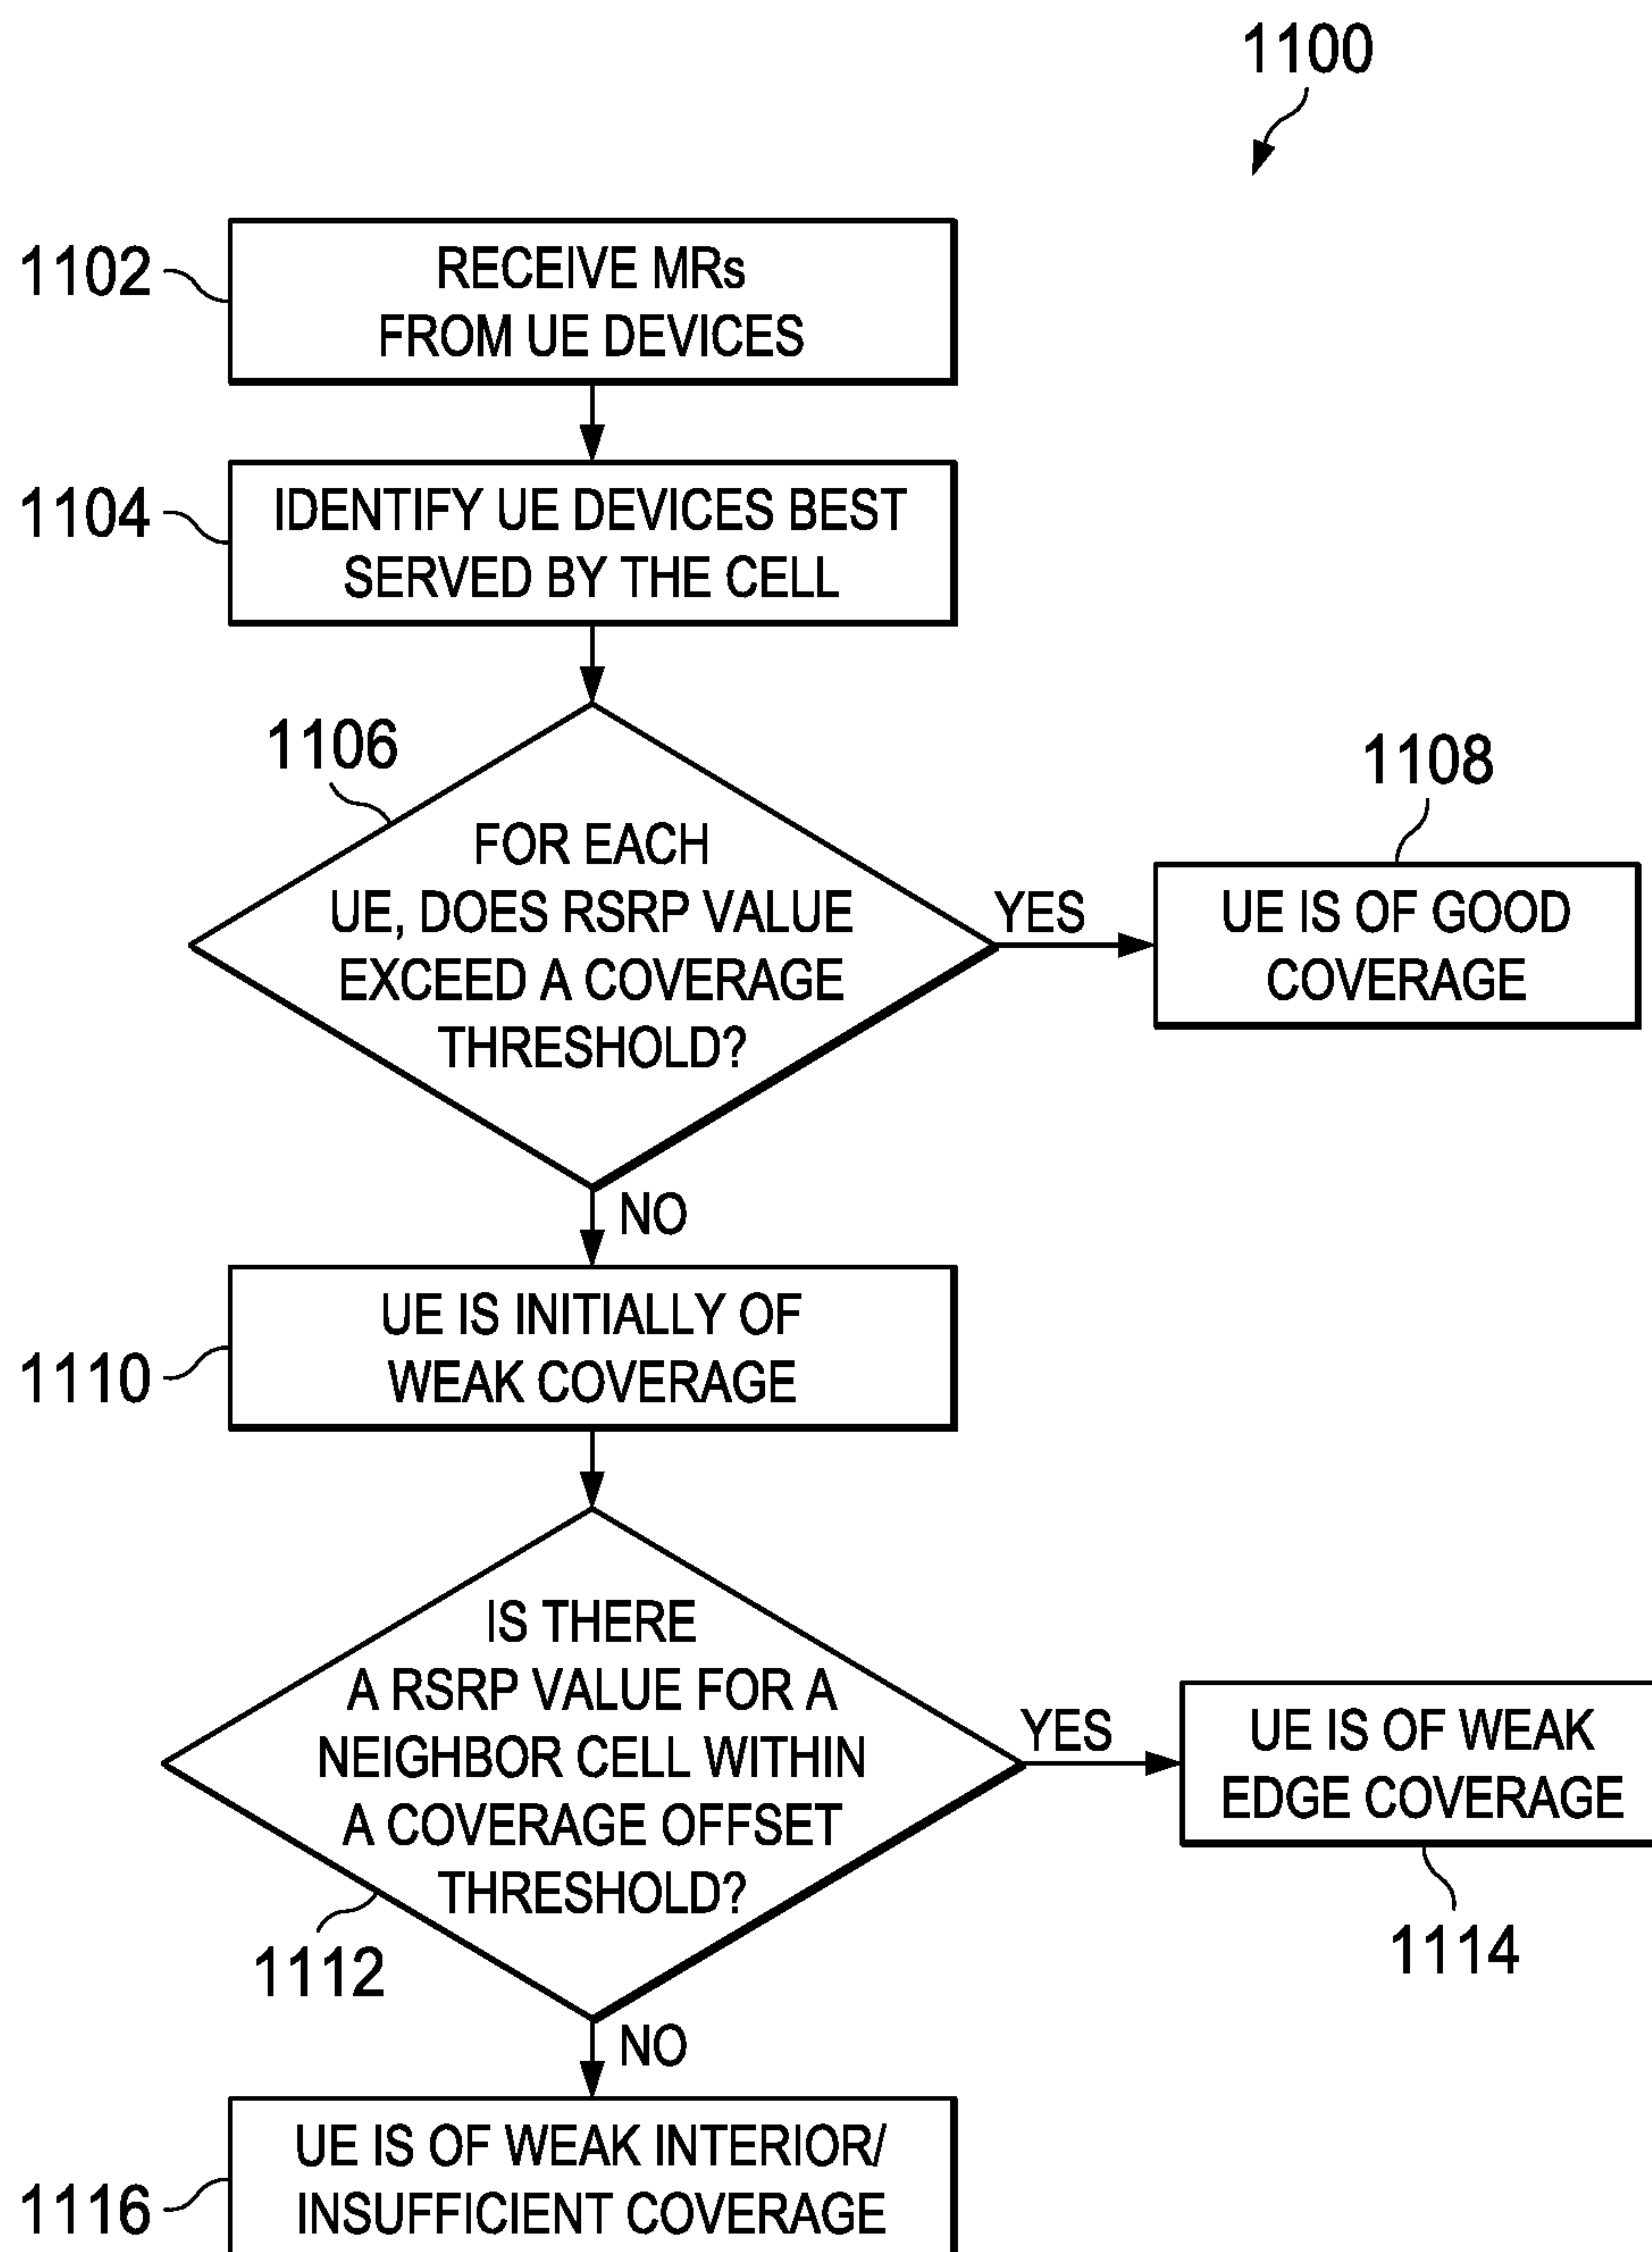 1100
1102
RECEIVE MRs
FROM UE DEVICES
1104
IDENTIFY UE DEVICES BEST
SERVED BY THE CELL
1106
FOR EACH
UE, DOES RSRP VALUE
EXCEED A COVERAGE
THRESHOLD?
YES
1108
UE IS OF GOOD
COVERAGE
NO
1110
UE IS INITIALLY OF
WEAK COVERAGE
IS THERE
A RSRP VALUE FOR A
NEIGHBOR CELL WITHIN
A COVERAGE OFFSET
THRESHOLD?
1112
YES
UE IS OF WEAK
EDGE COVERAGE
1114
NO
1116
UE IS OF WEAK INTERIOR/
INSUFFICIENT COVERAGE